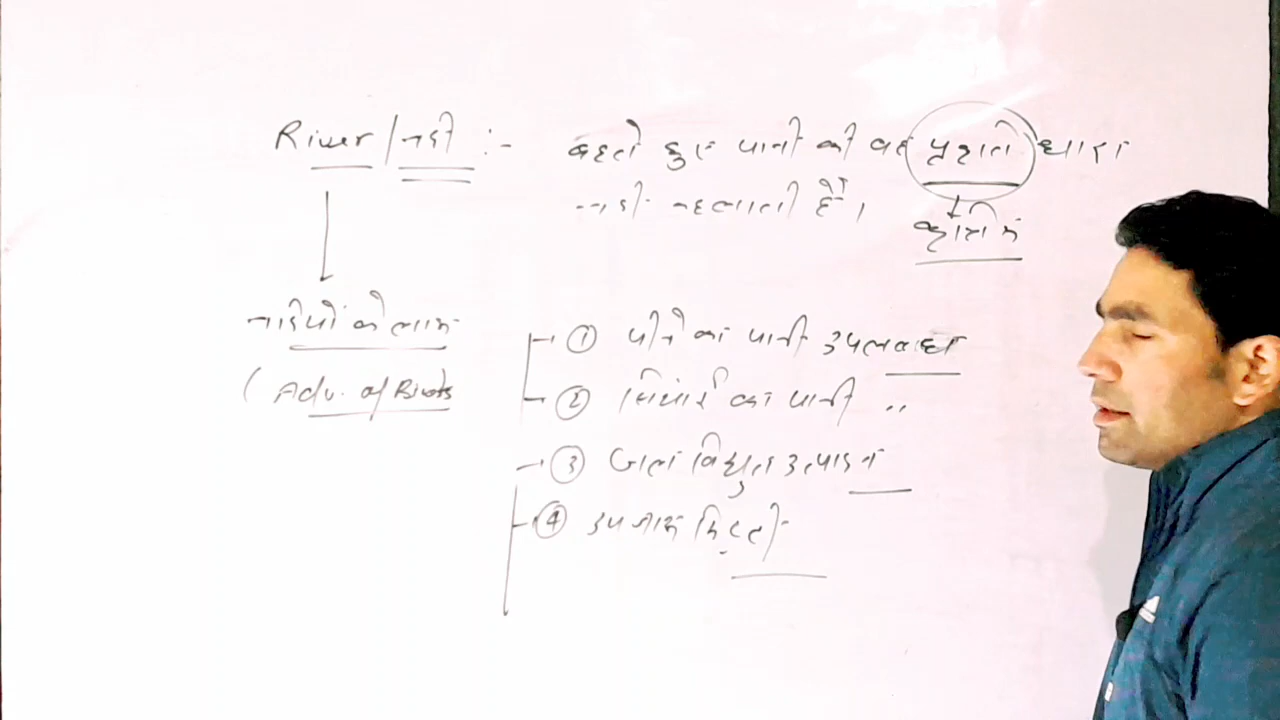 River / नदी :- बहते हुए पानी की वह धारा
नदी कहलाती है।
नदियों के लाभ
(Adv. of Rivers
① पीने का पानी उपलब्धता
② सिंचाई का पानी ,,
③ जल विद्युत उत्पादन
④ उपजाऊ मिट्टी